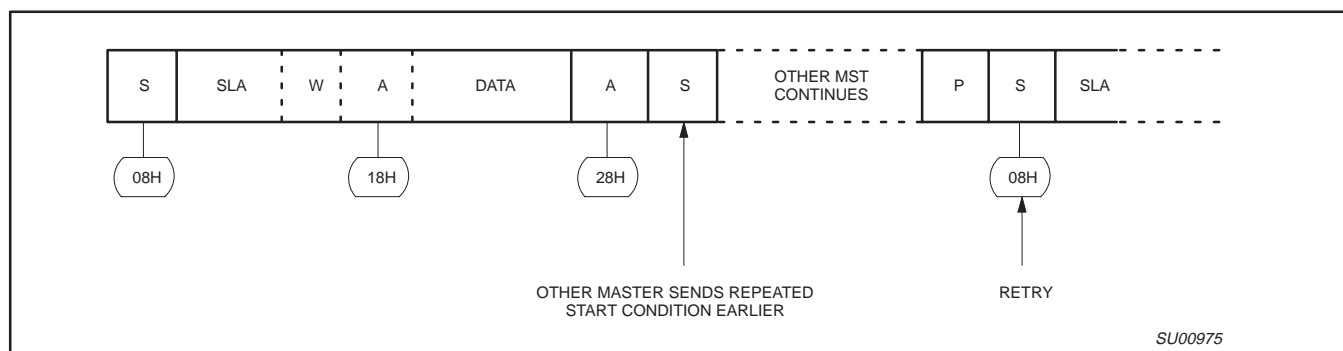 S SLA W A DATA A S OTHER MST CONTINUES P S SLA
08H 18H 28H 08H
OTHER MASTER SENDS REPEATED
START CONDITION EARLIER
RETRY
SU00975